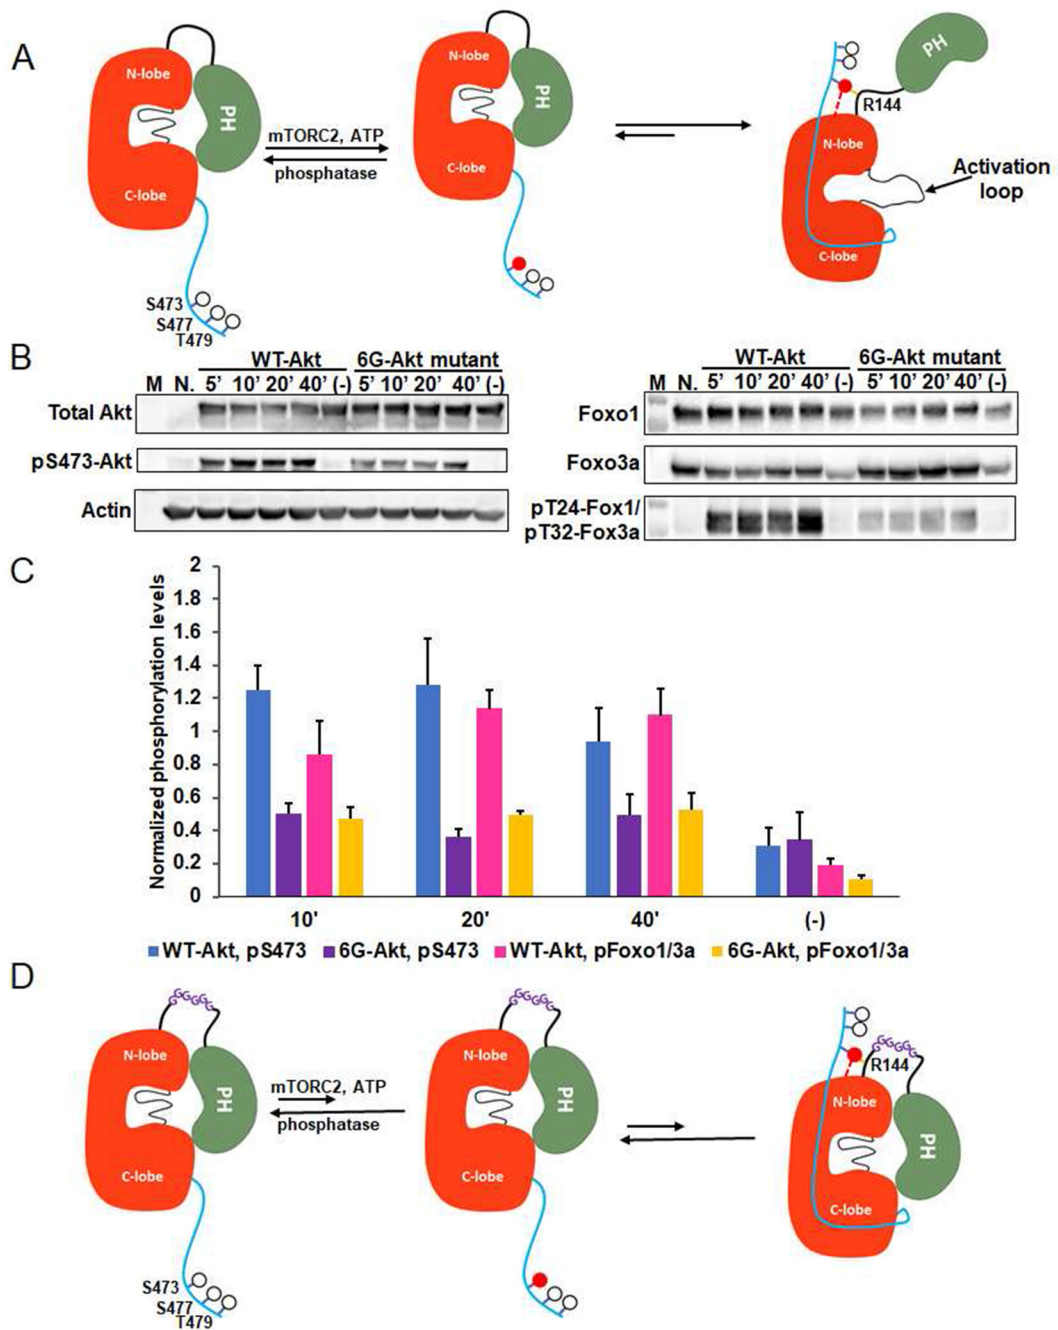 A
N-lobe
PH
C-lobe
S473
S477
T479
mTORC2, ATP
phosphatase
N-lobe
PH
C-lobe
PH
R144
N-lobe
Activation
loop
C-lobe
B
WT-Akt 6G-Akt mutant
M N. 5' 10' 20' 40' (-) 5' 10' 20' 40' (-)
Total Akt
pS473-Akt
Actin
WT-Akt 6G-Akt mutant
M N. 5' 10' 20' 40' (-) 5' 10' 20' 40' (-)
Foxo1
Foxo3a
pT24-Fox1/
pT32-Fox3a
C
Normalized phosphorylation levels
2
1.8
1.6
1.4
1.2
1
0.8
0.6
0.4
0.2
0
10' 20' 40' (-)
WT-Akt, pS473 6G-Akt, pS473 WT-Akt, pFoxo1/3a 6G-Akt, pFoxo1/3a
D
N-lobe
PH
C-lobe
S473
S477
T479
mTORC2, ATP
phosphatase
N-lobe
PH
C-lobe
R144
N-lobe
PH
C-lobe